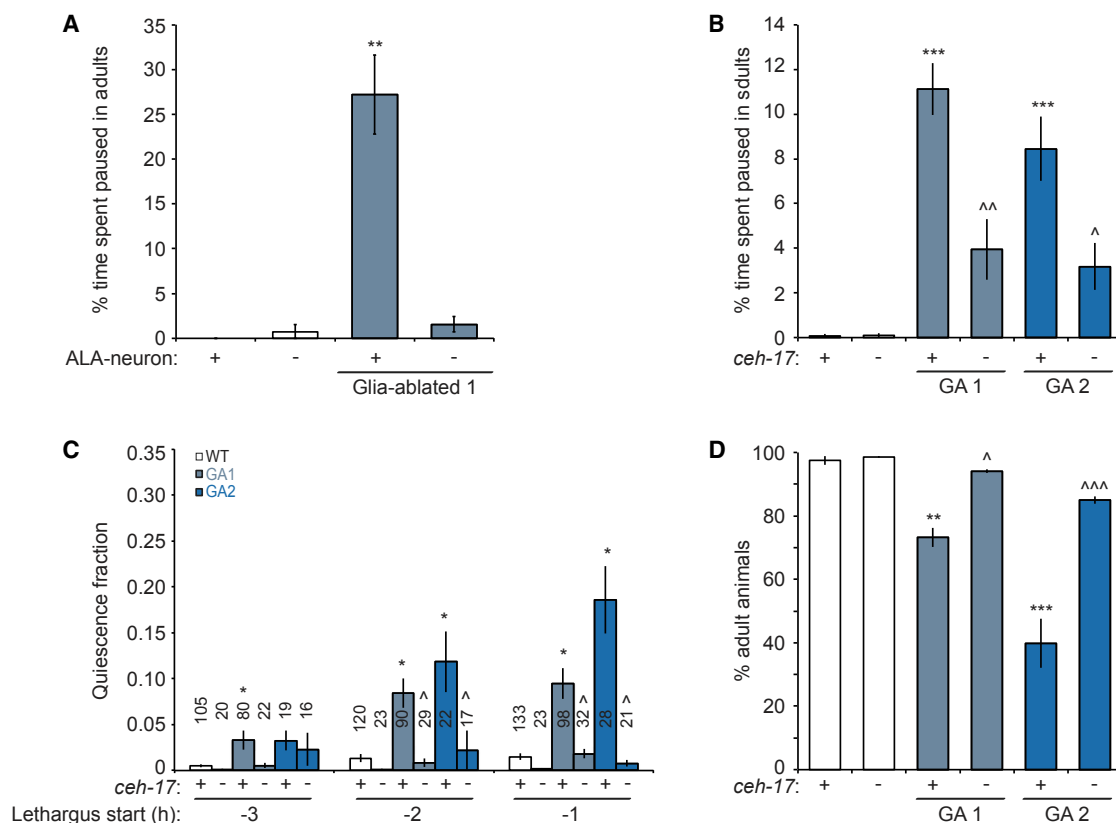 A
% time spent paused in adults
35
30
25
20
15
10
5
0
**
ALA-neuron: + - + -
Glia-ablated 1
B
% time spent paused in sdults
14
12
10
8
6
4
2
0
***
^^
***
^
ceh-17: + - + - + -
GA 1 GA 2
C
Quiescence fraction
0.35
0.30
0.25
0.20
0.15
0.10
0.05
0
WT
GA1
GA2
105 20 80 * 22 19 16
120 23 90 * 29 ^ 22 * 17 ^
133 23 98 * 32 ^ 28 * 21 ^
ceh-17: + - + - + - + - + - + - + - + - + -
Lethargus start (h): -3 -2 -1
D
% adult animals
100
80
60
40
20
0
**
^
***
^^^
ceh-17: + - + - + -
GA 1 GA 2